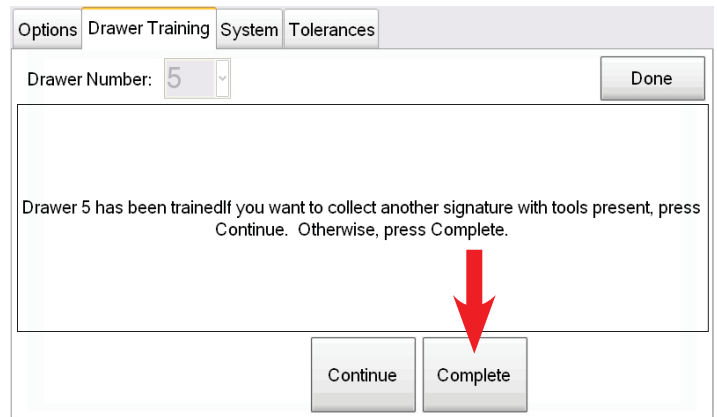 Options Drawer Training System Tolerances
Drawer Number: 5 Done
Drawer 5 has been trainedIf you want to collect another signature with tools present, press
Continue. Otherwise, press Complete.
Continue Complete